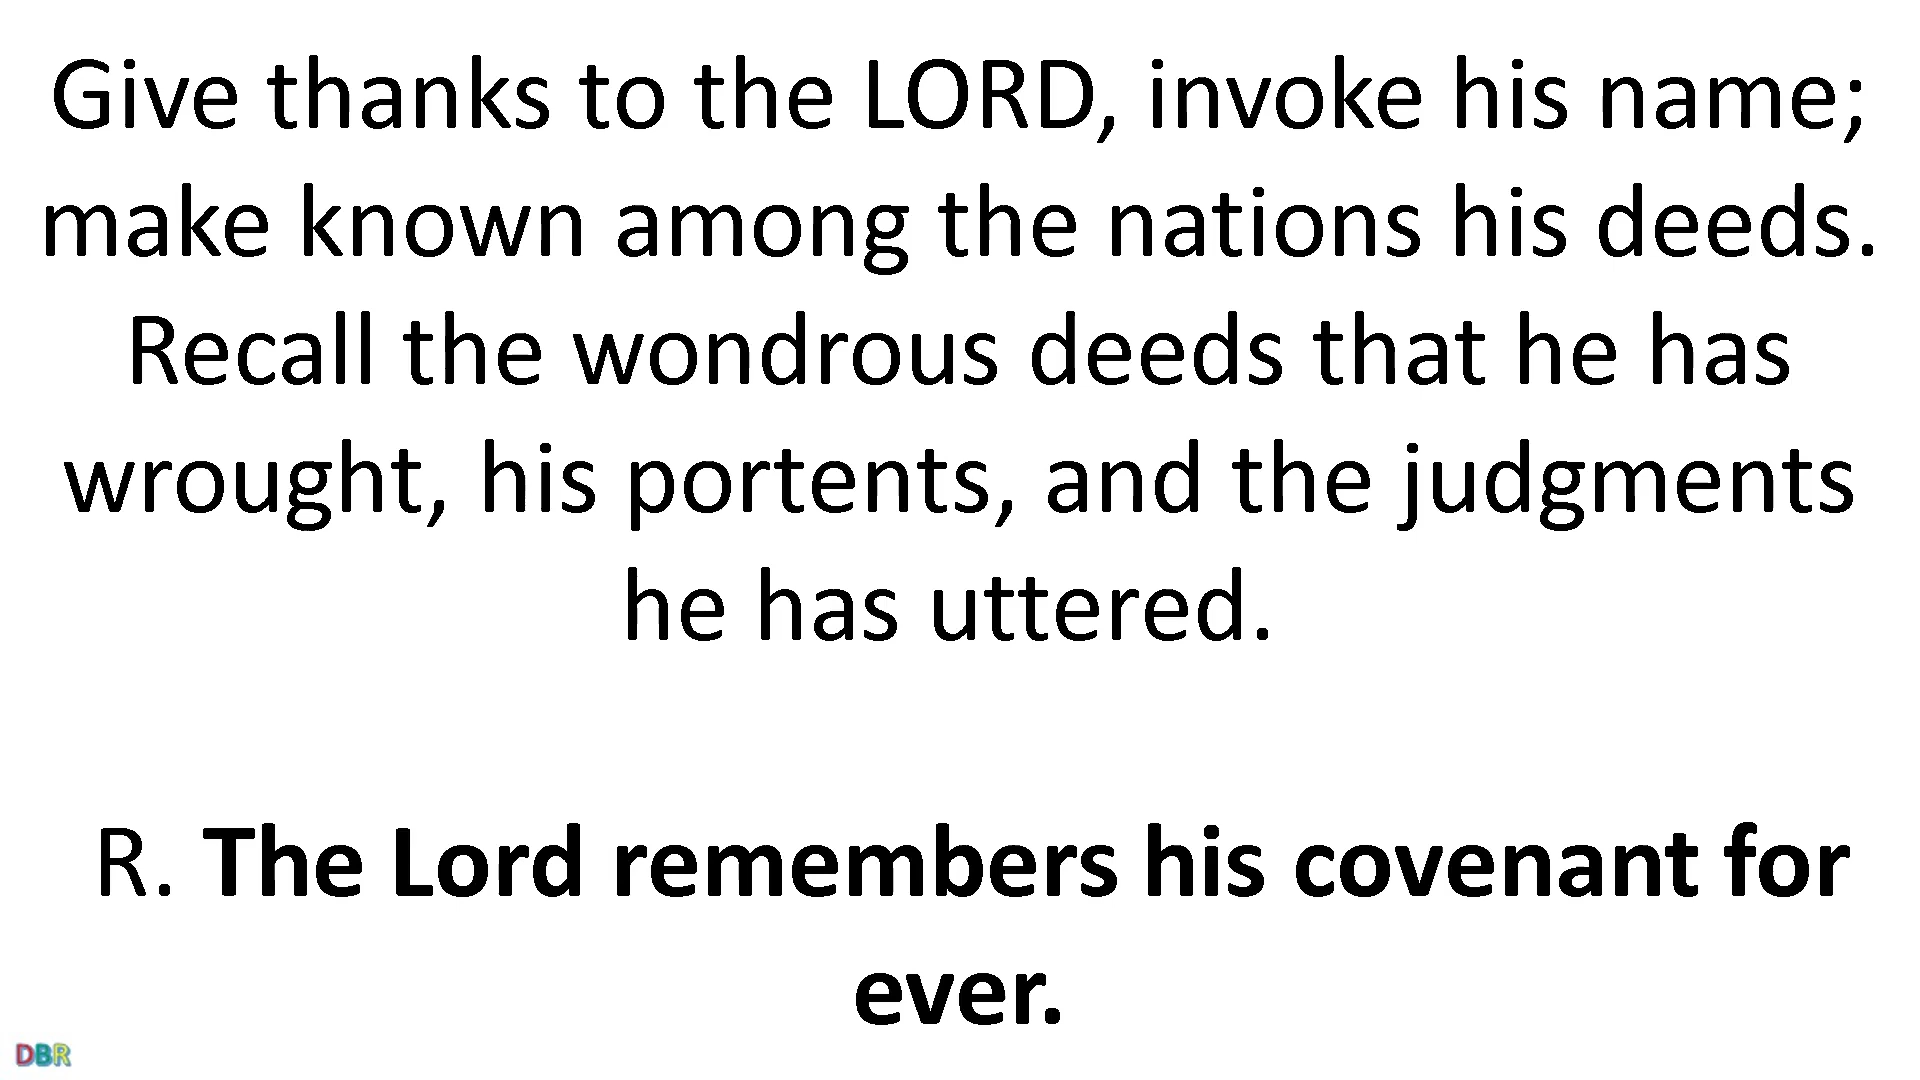 Give thanks to the LORD, invoke his name;
make known among the nations his deeds.
Recall the wondrous deeds that he has
wrought, his portents, and the judgments
he has uttered.
R. The Lord remembers his covenant for
ever.
DBR